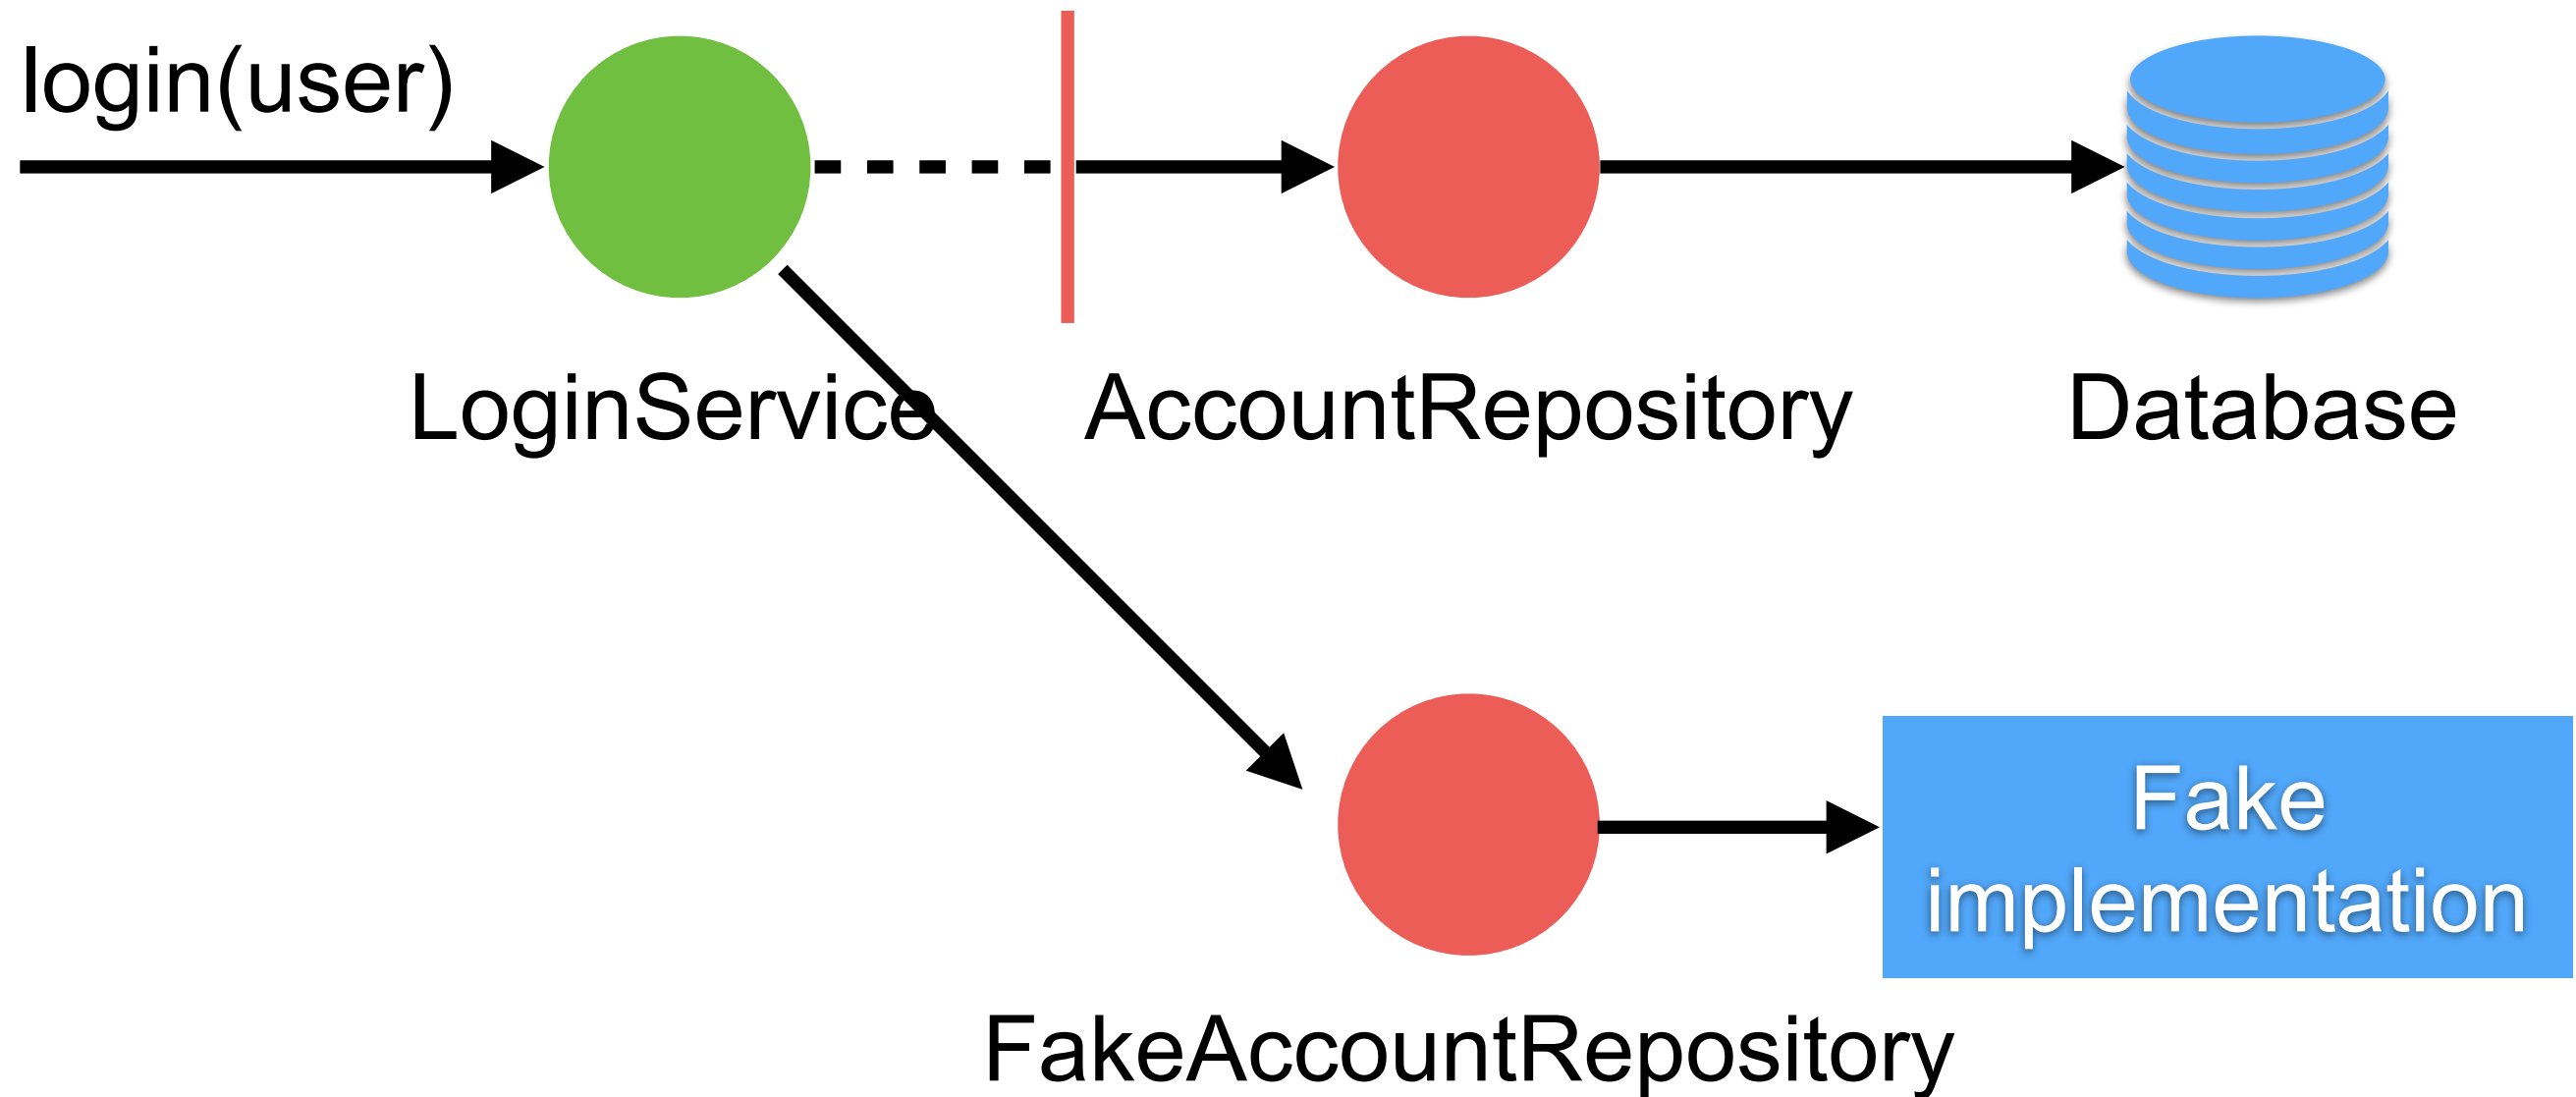 login(user)
LoginService
AccountRepository
Database
Fake
implementation
FakeAccountRepository